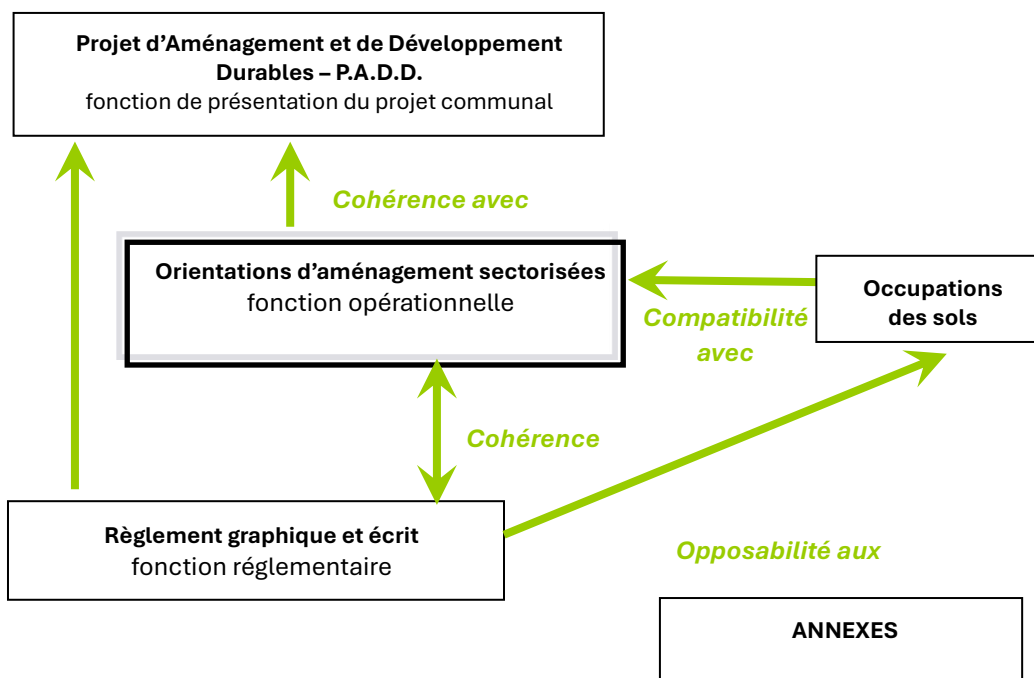 Projet d’Aménagement et de Développement
Durables – P.A.D.D.
fonction de présentation du projet communal
Cohérence avec
Orientations d’aménagement sectorisées
fonction opérationnelle
Occupations
des sols
Compatibilité
avec
Cohérence
Règlement graphique et écrit
fonction réglementaire
Opposabilité aux
ANNEXES